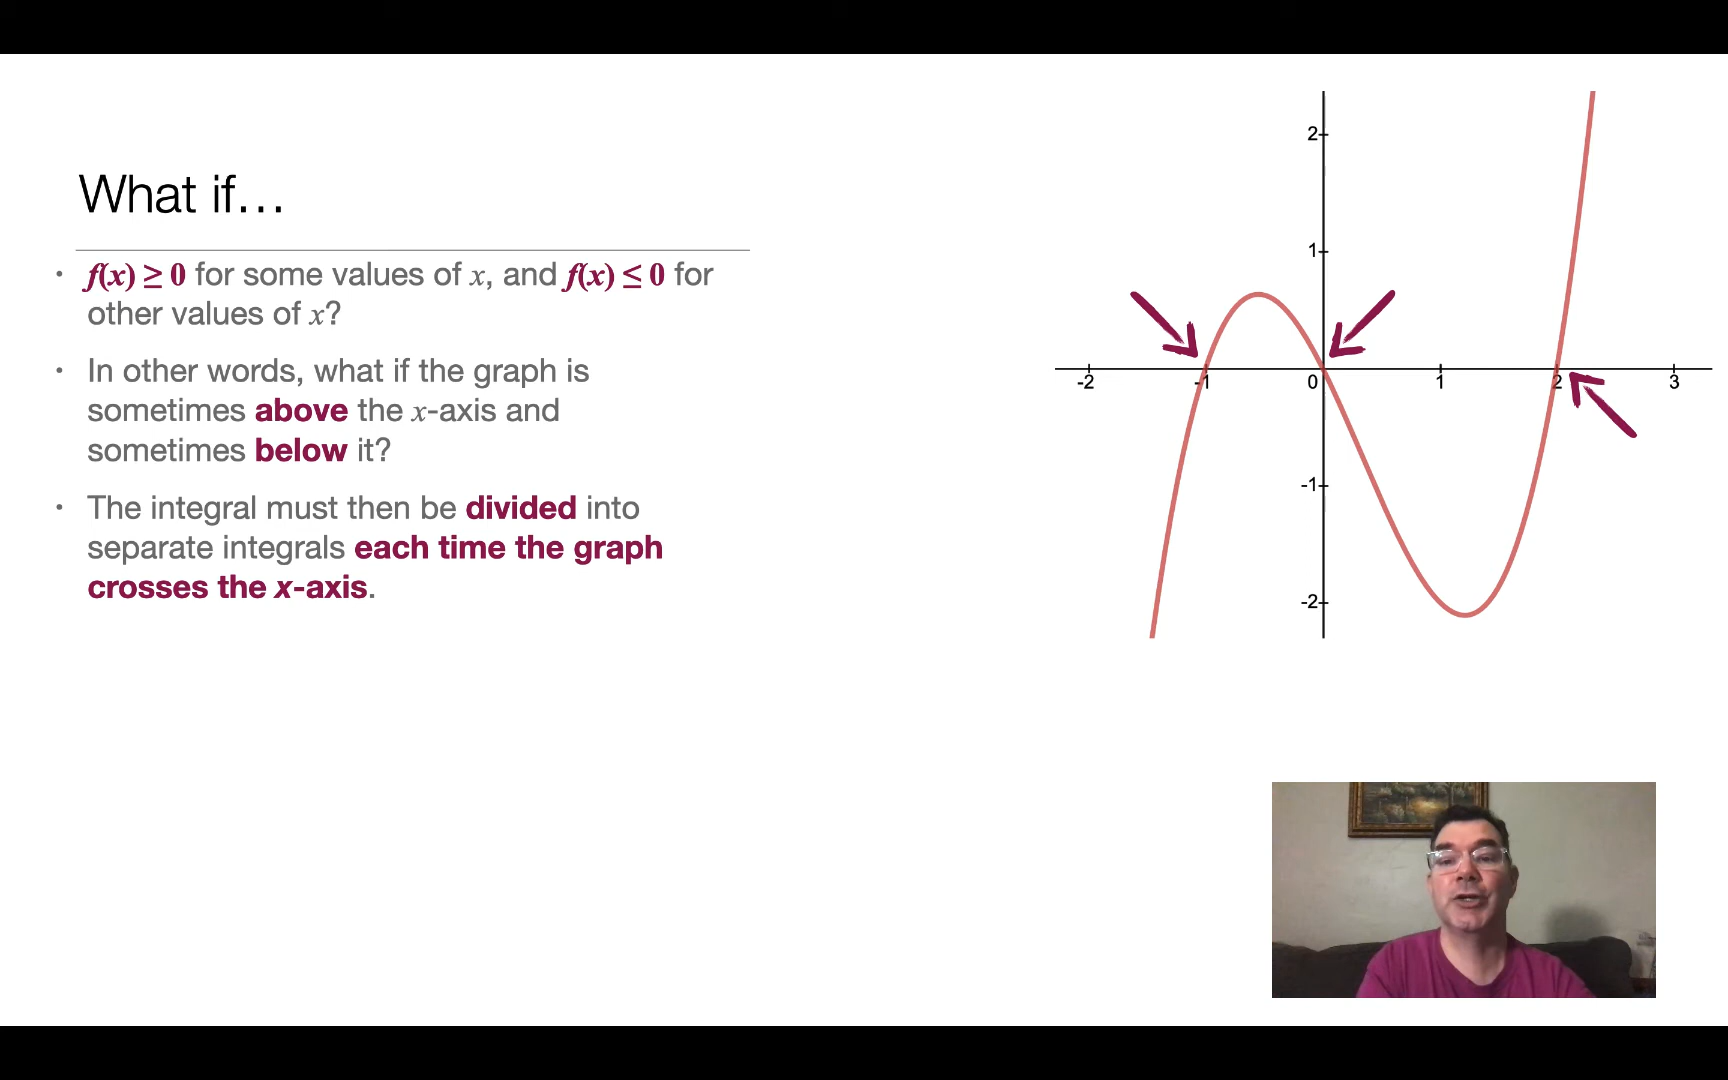 What if…
• f(x) ≥ 0 for some values of x, and f(x) ≤ 0 for
other values of x?
• In other words, what if the graph is
sometimes above the x-axis and
sometimes below it?
• The integral must then be divided into
separate integrals each time the graph
crosses the x-axis.
2
1
-2 -1 0 1 2 3
-1
-2